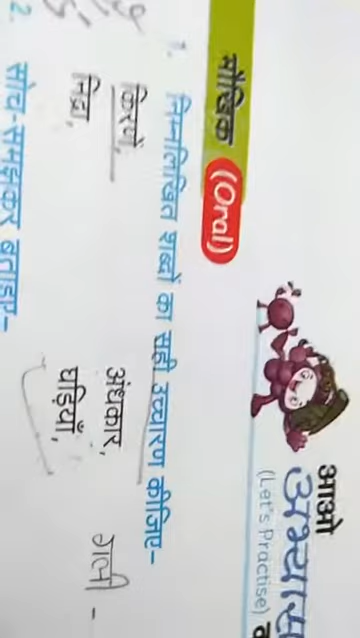 आओ
अभ्यास
(Let's Practise)
मौखिक (Oral)
1. निम्नलिखित शब्दों का सही उच्चारण कीजिए-
किरणें, अंधकार,
निद्रा, घड़ियाँ,
2. सोच-समझकर बताइए-